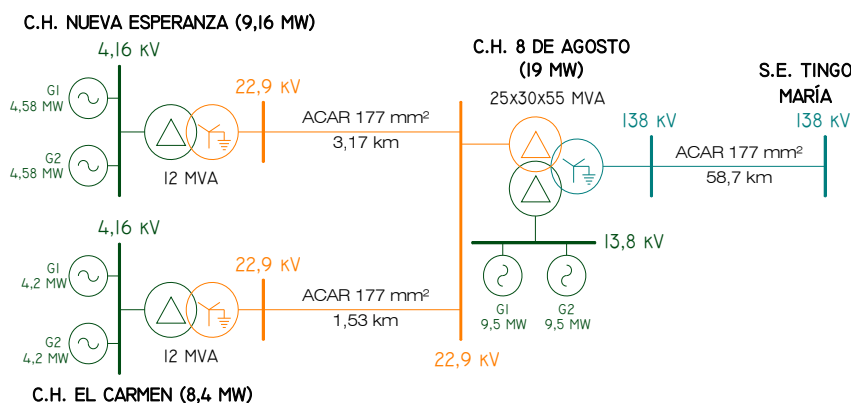 C.H. NUEVA ESPERANZA (9,16 MW)
4,16 KV
G1
4,58 MW
G2
4,58 MW
12 MVA
22,9 KV
ACAR 177 mm²
3,17 km
C.H. 8 DE AGOSTO
(19 MW)
25x30x55 MVA
138 KV
S.E. TINGO
MARÍA
138 KV
ACAR 177 mm²
58,7 km
13,8 KV
G1
9,5 MW
G2
9,5 MW
4,16 KV
G1
4,2 MW
G2
4,2 MW
12 MVA
22,9 KV
ACAR 177 mm²
1,53 km
22,9 KV
C.H. EL CARMEN (8,4 MW)